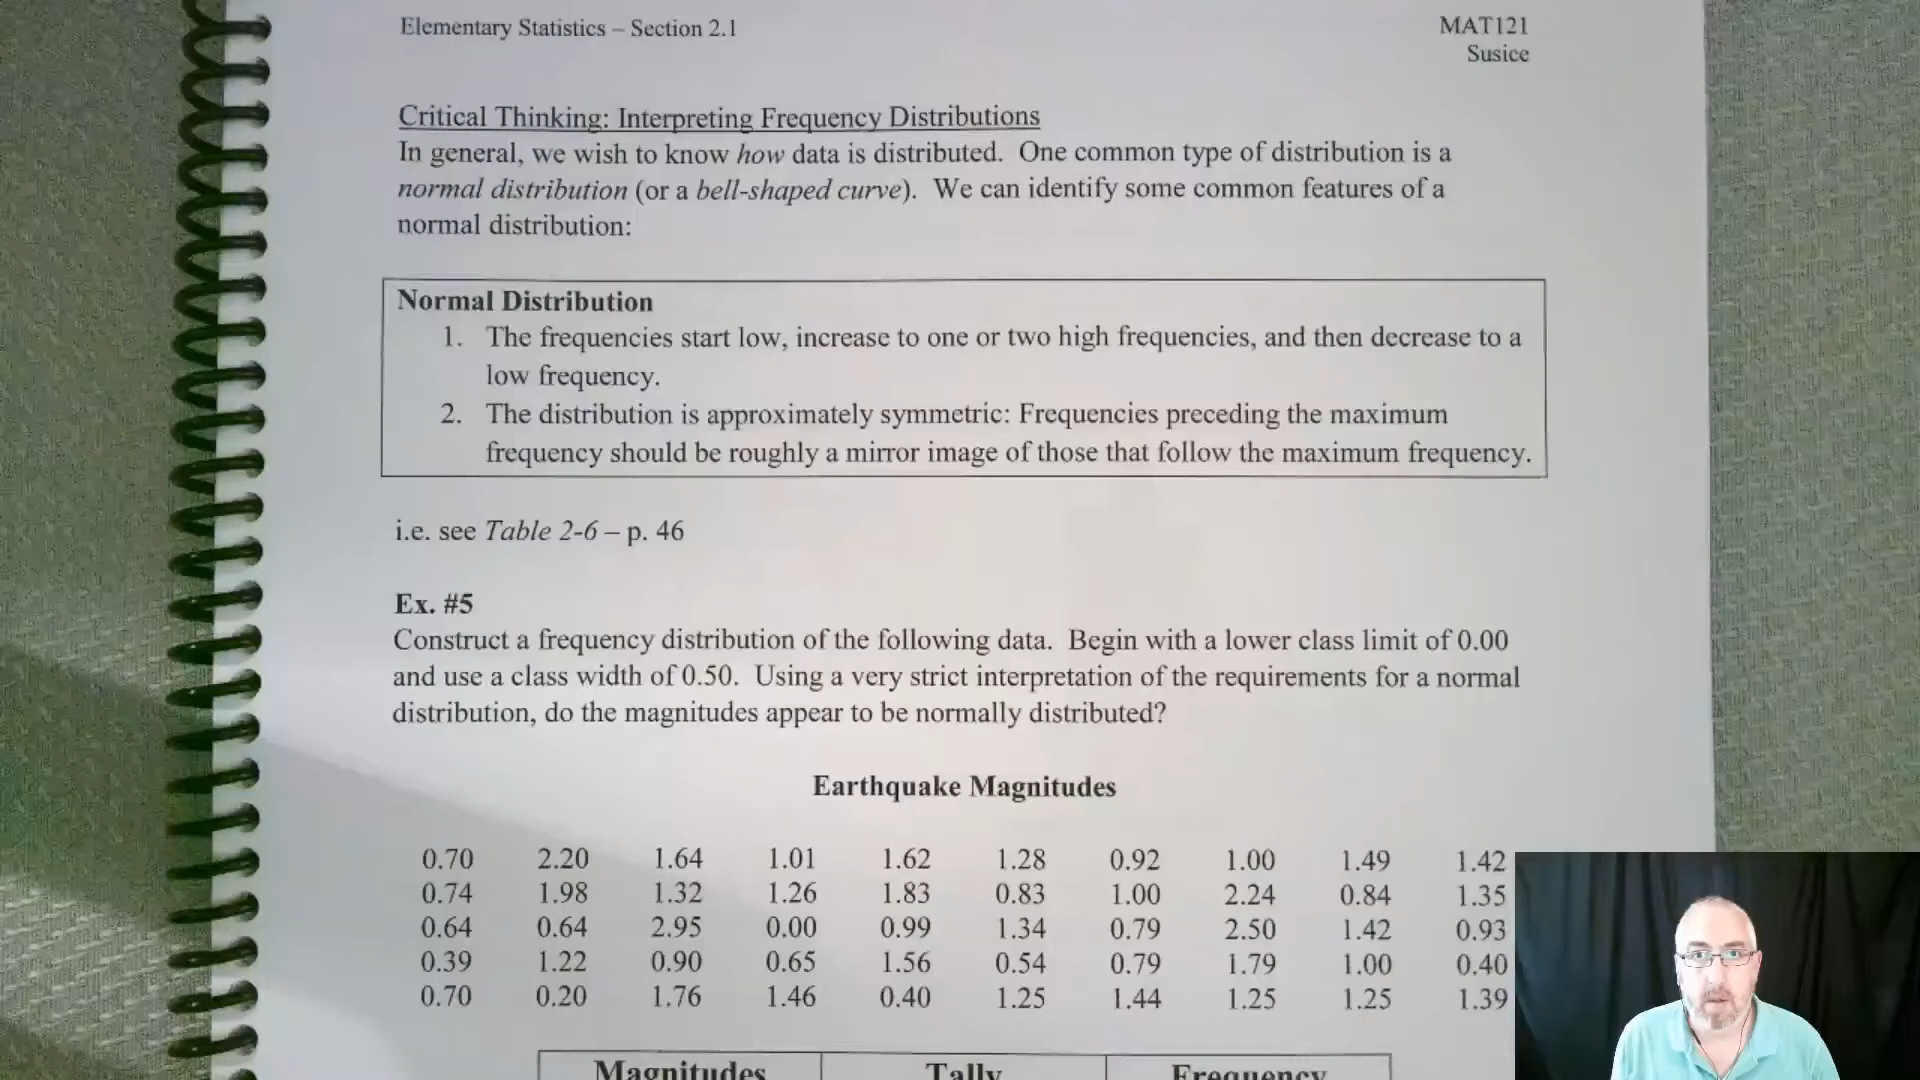 Elementary Statistics – Section 2.1
MAT121
Susice
Critical Thinking: Interpreting Frequency Distributions
In general, we wish to know how data is distributed. One common type of distribution is a
normal distribution (or a bell-shaped curve). We can identify some common features of a
normal distribution:
Normal Distribution
1. The frequencies start low, increase to one or two high frequencies, and then decrease to a
low frequency.
2. The distribution is approximately symmetric: Frequencies preceding the maximum
frequency should be roughly a mirror image of those that follow the maximum frequency.
i.e. see Table 2-6 – p. 46
Ex. #5
Construct a frequency distribution of the following data. Begin with a lower class limit of 0.00
and use a class width of 0.50. Using a very strict interpretation of the requirements for a normal
distribution, do the magnitudes appear to be normally distributed?
Earthquake Magnitudes
0.70 2.20 1.64 1.01 1.62 1.28 0.92 1.00 1.49 1.42
0.74 1.98 1.32 1.26 1.83 0.83 1.00 2.24 0.84 1.35
0.64 0.64 2.95 0.00 0.99 1.34 0.79 2.50 1.42 0.93
0.39 1.22 0.90 0.65 1.56 0.54 0.79 1.79 1.00 0.40
0.70 0.20 1.76 1.46 0.40 1.25 1.44 1.25 1.25 1.39
Magnitudes Tally Frequency